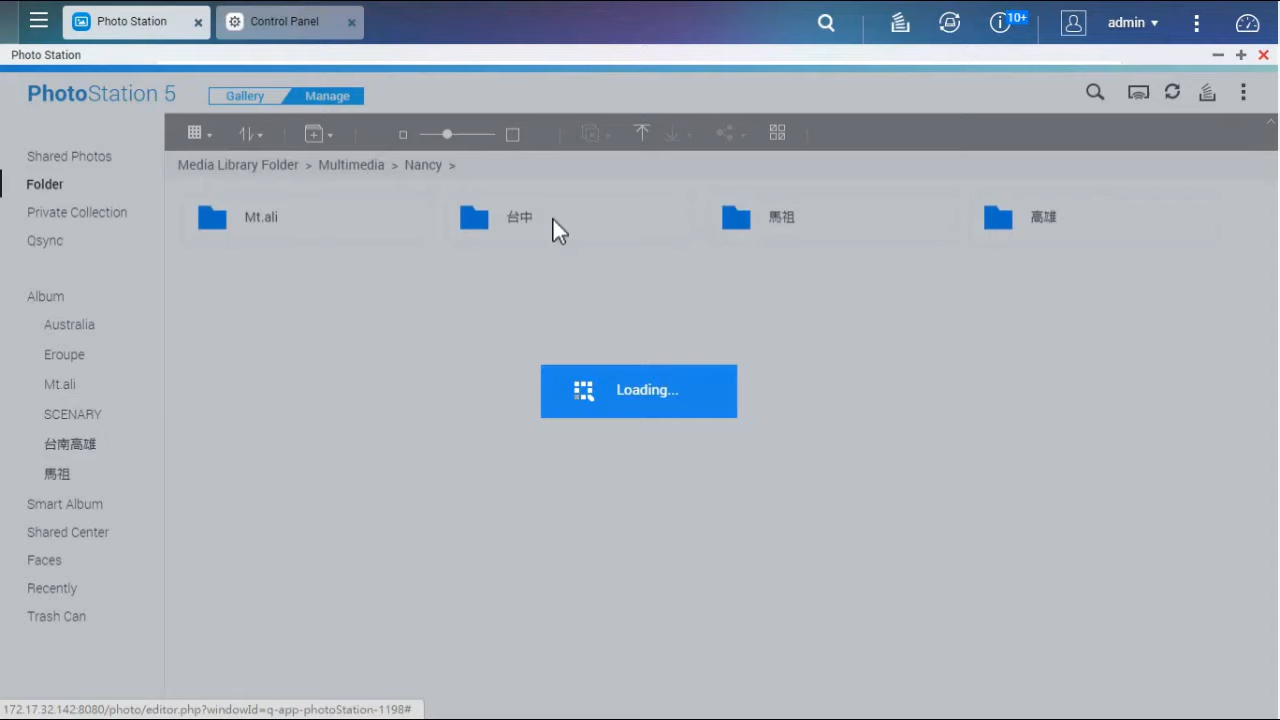 Photo Station
Control Panel
10+
admin
Photo Station
PhotoStation 5
Gallery
Manage
Media Library Folder > Multimedia > Nancy >
Shared Photos
Folder
Private Collection
Qsync
Album
Australia
Eroupe
Mt.ali
SCENARY
台南高雄
馬祖
Smart Album
Shared Center
Faces
Recently
Trash Can
Mt.ali
台中
馬祖
高雄
Loading...
172.17.32.142:8080/photo/editor.php?windowId=q-app-photoStation-1198#